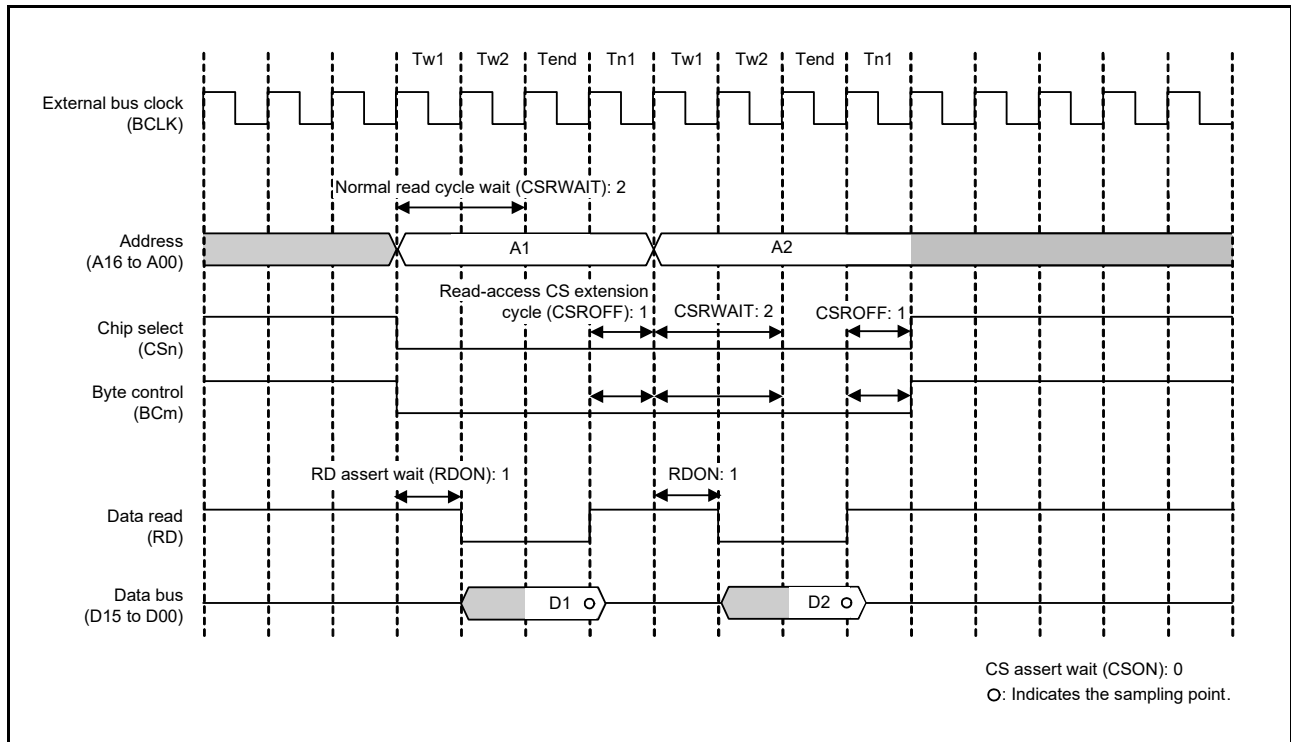 Tw1 Tw2 Tend Tn1 Tw1 Tw2 Tend Tn1
External bus clock
(BCLK)
Normal read cycle wait (CSRWAIT): 2
Address
(A16 to A00)
A1 A2
Read-access CS extension
cycle (CSROFF): 1
CSRWAIT: 2 CSROFF: 1
Chip select
(CSn)
Byte control
(BCm)
RD assert wait (RDON): 1 RDON: 1
Data read
(RD)
Data bus
(D15 to D00)
D1 D2
CS assert wait (CSON): 0
O: Indicates the sampling point.